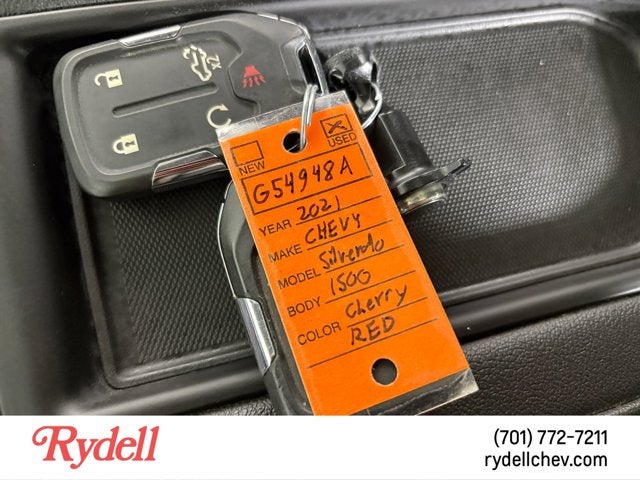 X2
NEW
USED
G54948A
YEAR 2021
MAKE CHEVY
MODEL Silverado
BODY 1500
COLOR Cherry
RED
Rydell
(701) 772-7211
rydellchev.com